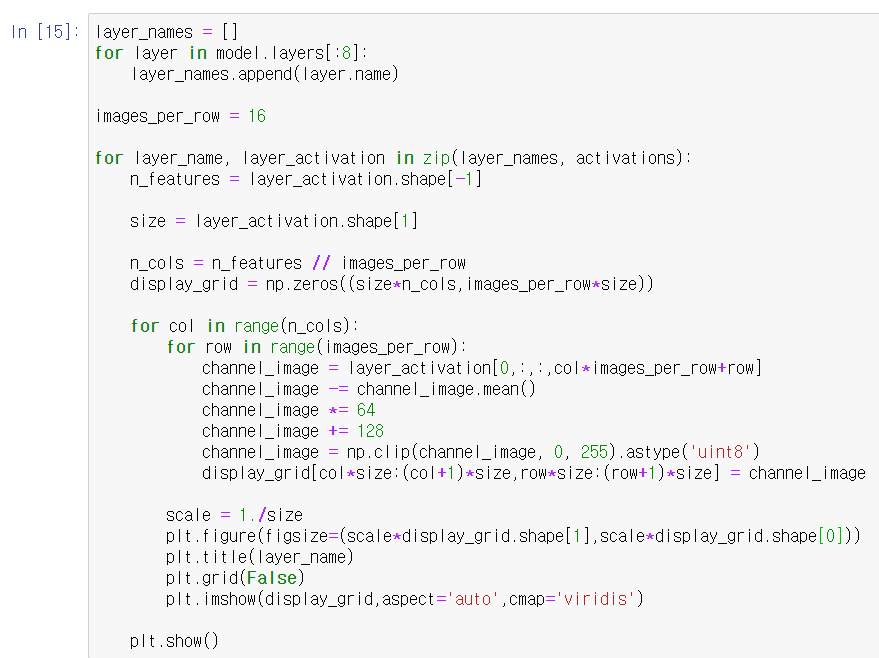 In [15]: layer_names = []
for layer in model.layers[:8]:
    layer_names.append(layer.name)

images_per_row = 16

for layer_name, layer_activation in zip(layer_names, activations):
    n_features = layer_activation.shape[-1]

    size = layer_activation.shape[1]

    n_cols = n_features // images_per_row
    display_grid = np.zeros((size*n_cols,images_per_row*size))

    for col in range(n_cols):
        for row in range(images_per_row):
            channel_image = layer_activation[0,:,:,col*images_per_row+row]
            channel_image -= channel_image.mean()
            channel_image *= 64
            channel_image += 128
            channel_image = np.clip(channel_image, 0, 255).astype('uint8')
            display_grid[col*size:(col+1)*size,row*size:(row+1)*size] = channel_image

        scale = 1./size
        plt.figure(figsize=(scale*display_grid.shape[1],scale*display_grid.shape[0]))
        plt.title(layer_name)
        plt.grid(False)
        plt.imshow(display_grid,aspect='auto',cmap='viridis')

    plt.show()